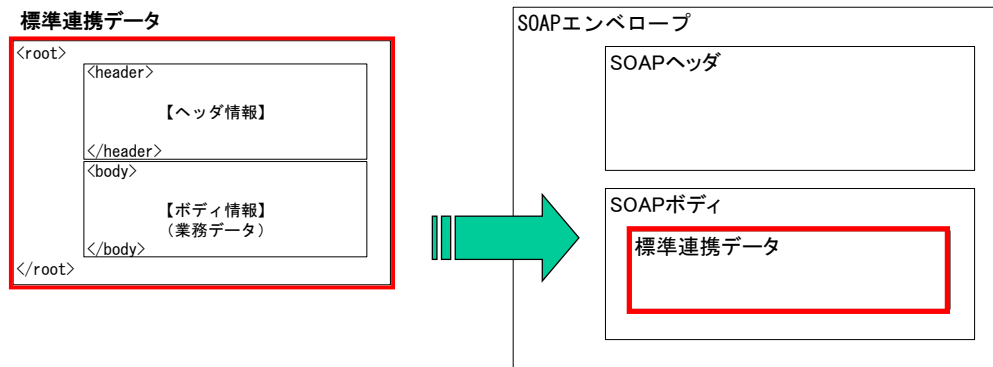 標準連携データ
<root>
<header>
【ヘッダ情報】
</header>
<body>
【ボディ情報】
(業務データ)
</body>
</root>
SOAPエンベロープ
SOAPヘッダ
SOAPボディ
標準連携データ